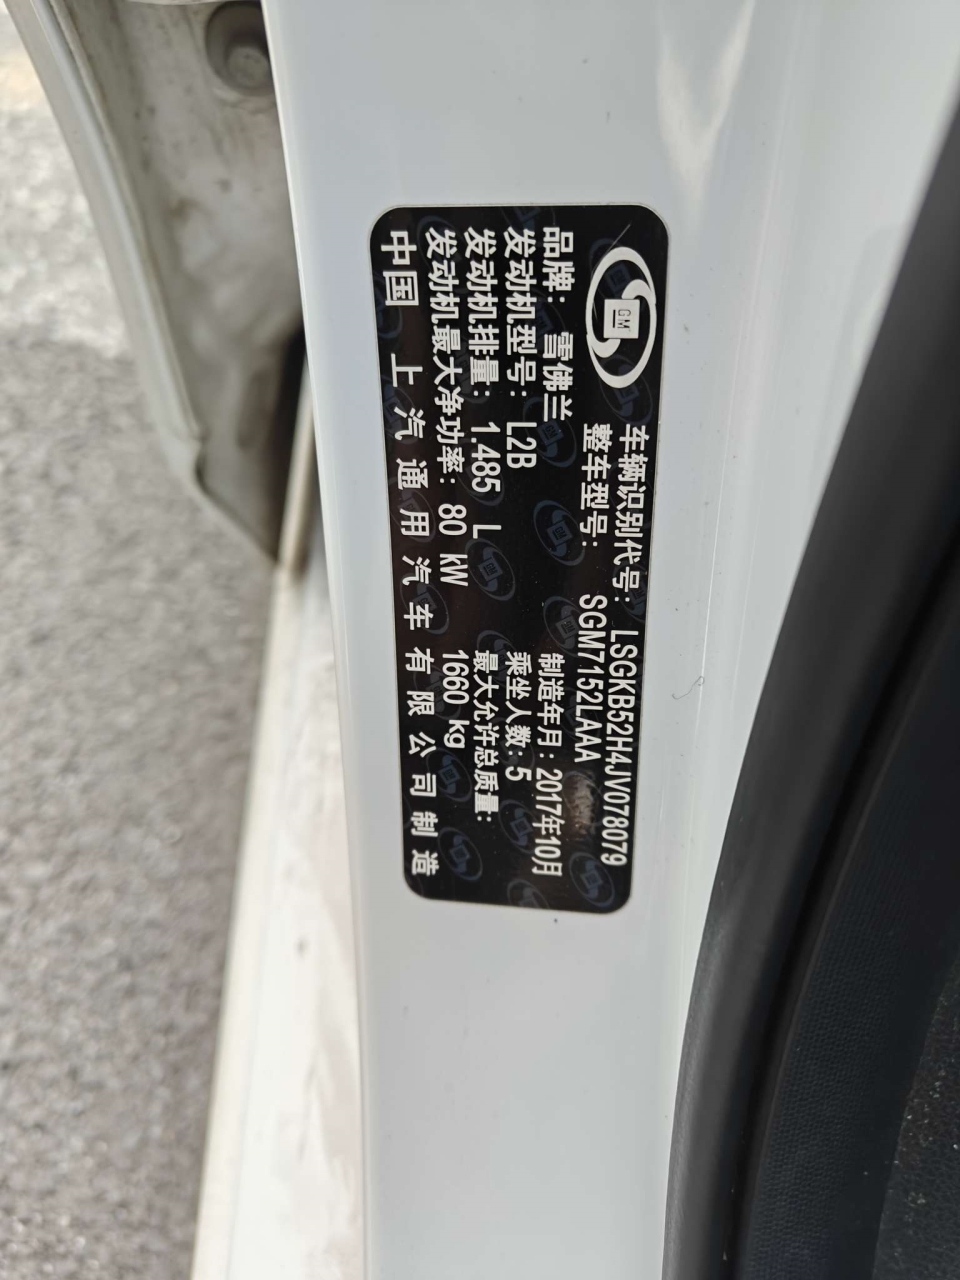 GM
车辆识别代号: LSGKB52H4JV078079
整车型号: SGM7152LAAA
品牌: 雪佛兰 制造年月: 2017年10月
发动机型号: L2B 乘坐人数: 5
发动机排量: 1.485 L 最大允许总质量:
发动机最大净功率: 80 kW 1660 kg
中国 上汽通用汽车有限公司制造